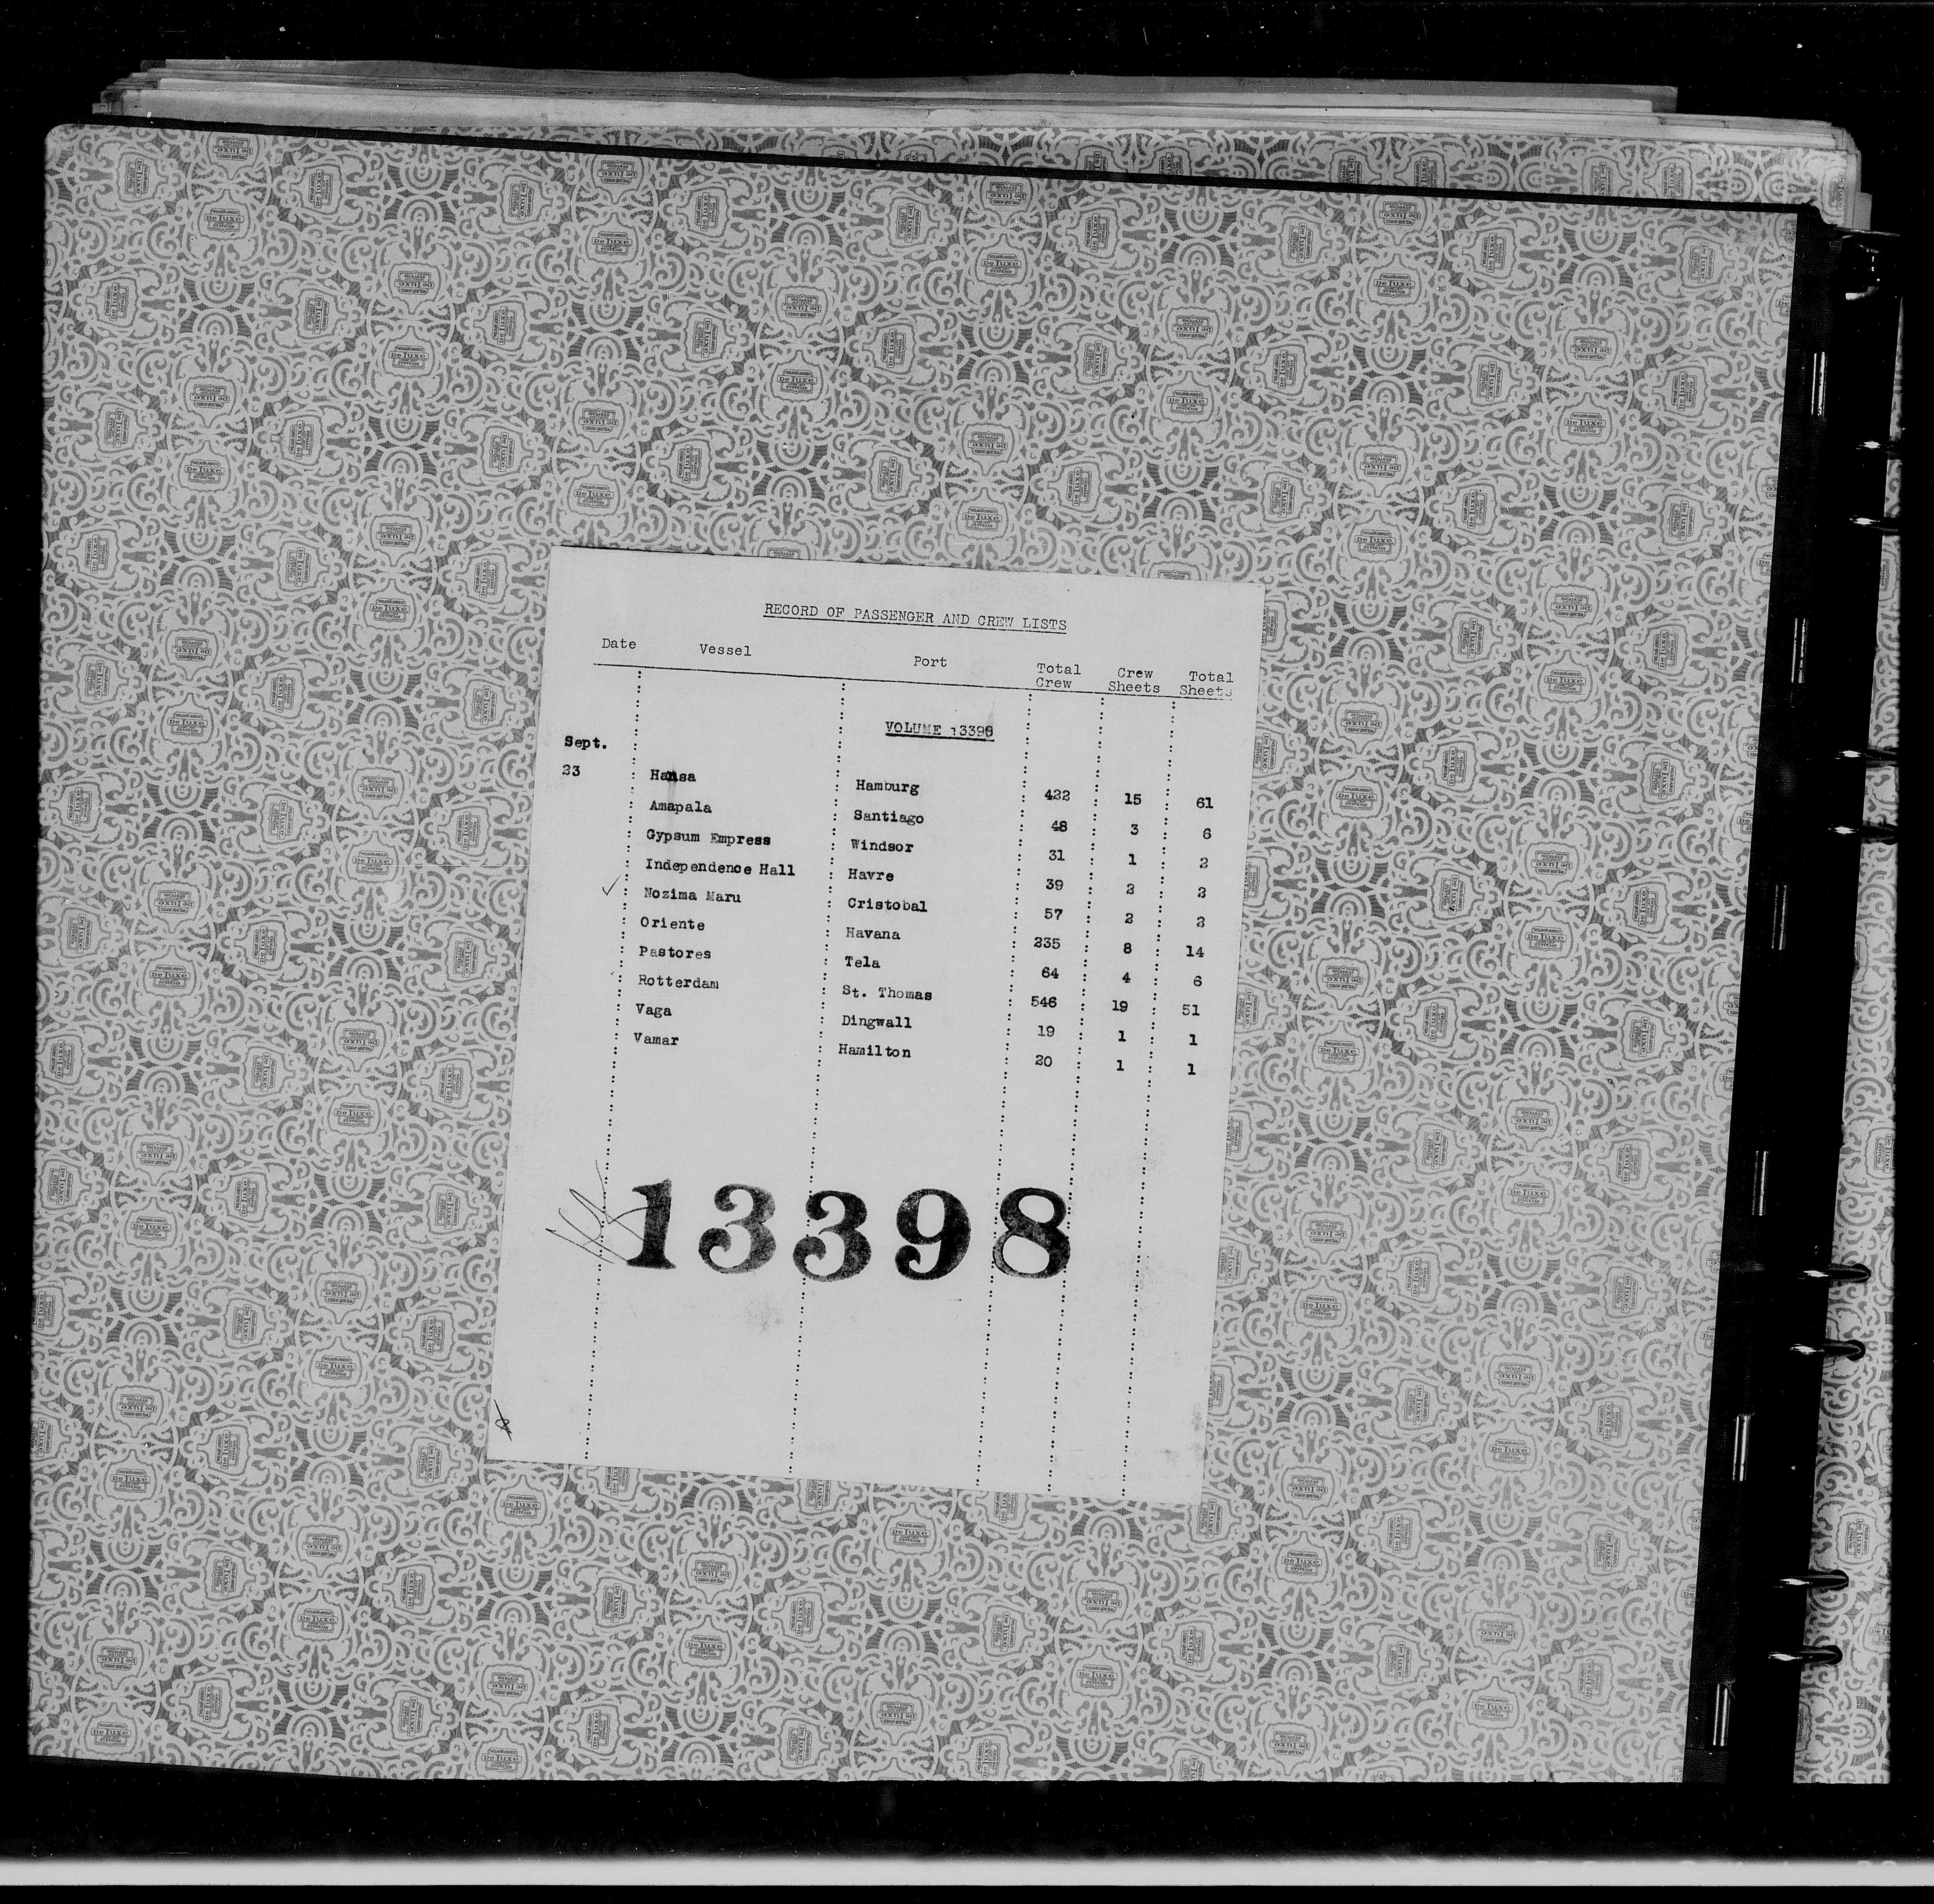 RECORD OF PASSENGER AND CREW LISTS
Date Vessel Port Total Crew Crew Sheets Total Sheets
VOLUME 13398
Sept.
23 Hansa Hamburg 422 15 61
Amapala Santiago 48 3 6
Gypsum Empress Windsor 31 1 2
Independence Hall Havre 39 2 2
Nozima Maru Cristobal 57 2 2
Oriente Havana 235 8 14
Pastores Tela 64 4 6
Rotterdam St. Thomas 546 19 51
Vaga Dingwall 19 1 1
Vamar Hamilton 20 1 1
13398
De Luxe